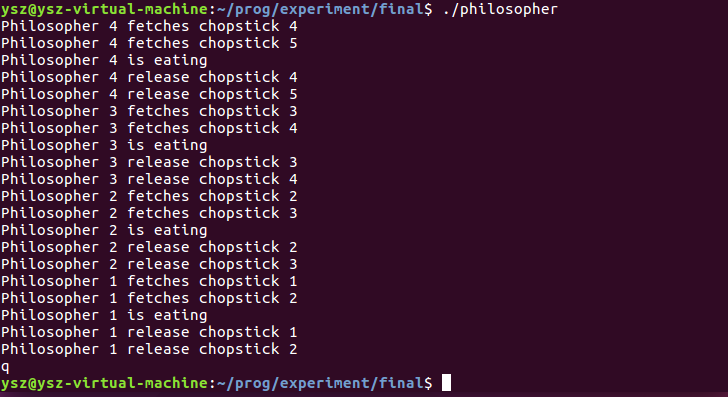 ysz@ysz-virtual-machine:~/prog/experiment/final$ ./philosopher
Philosopher 4 fetches chopstick 4
Philosopher 4 fetches chopstick 5
Philosopher 4 is eating
Philosopher 4 release chopstick 4
Philosopher 4 release chopstick 5
Philosopher 3 fetches chopstick 3
Philosopher 3 fetches chopstick 4
Philosopher 3 is eating
Philosopher 3 release chopstick 3
Philosopher 3 release chopstick 4
Philosopher 2 fetches chopstick 2
Philosopher 2 fetches chopstick 3
Philosopher 2 is eating
Philosopher 2 release chopstick 2
Philosopher 2 release chopstick 3
Philosopher 1 fetches chopstick 1
Philosopher 1 fetches chopstick 2
Philosopher 1 is eating
Philosopher 1 release chopstick 1
Philosopher 1 release chopstick 2
q
ysz@ysz-virtual-machine:~/prog/experiment/final$